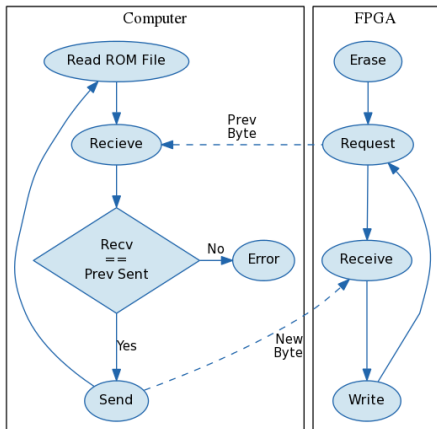 Computer
FPGA
Read ROM File
Erase
Prev
Byte
Recieve
Request
Recv
==
Prev Sent
No
Error
Receive
Yes
New
Byte
Send
Write